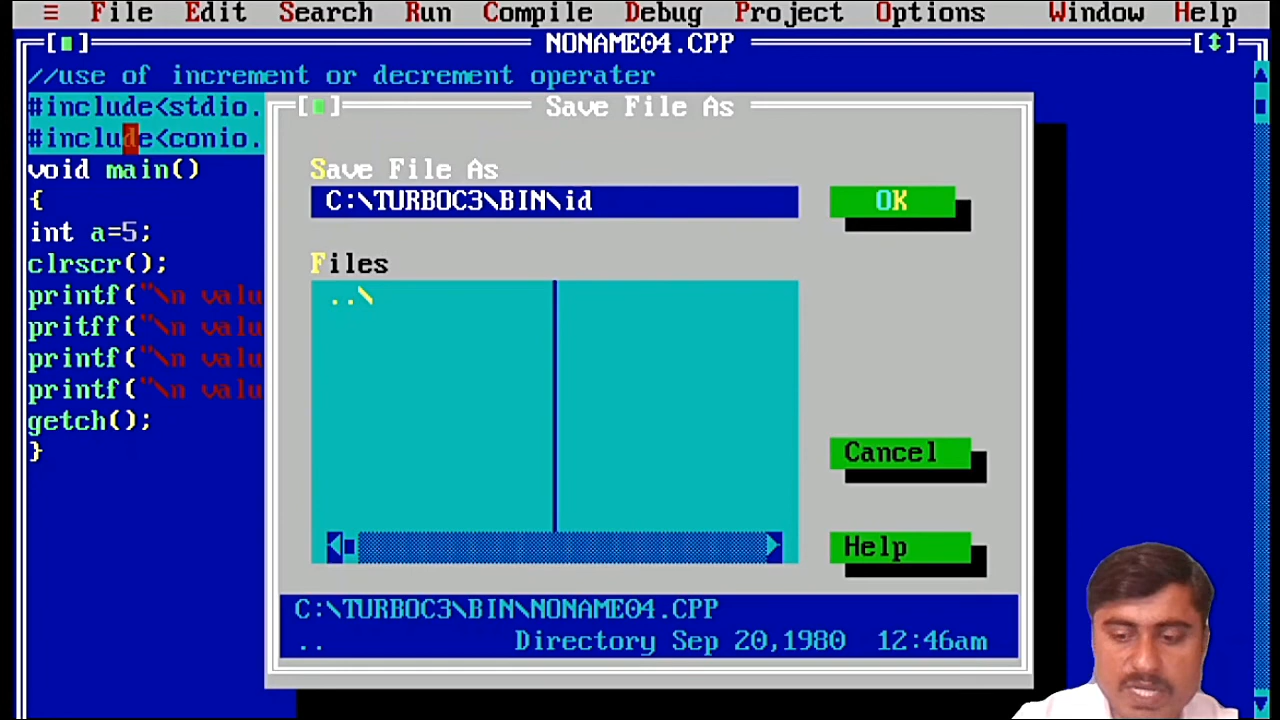 ≡ File Edit Search Run Compile Debug Project Options Window Help
[■] NONAME04.CPP [↕]
//use of increment or decrement operater
#include<stdio.
#include<conio.
void main()
{
int a=5;
clrscr();
printf("\n valu
pritff("\n valu
printf("\n valu
printf("\n valu
getch();
}
[■] Save File As
Save File As
C:\TURBOC3\BIN\id
OK
Files
..\
Cancel
Help
C:\TURBOC3\BIN\NONAME04.CPP
.. Directory Sep 20,1980 12:46am